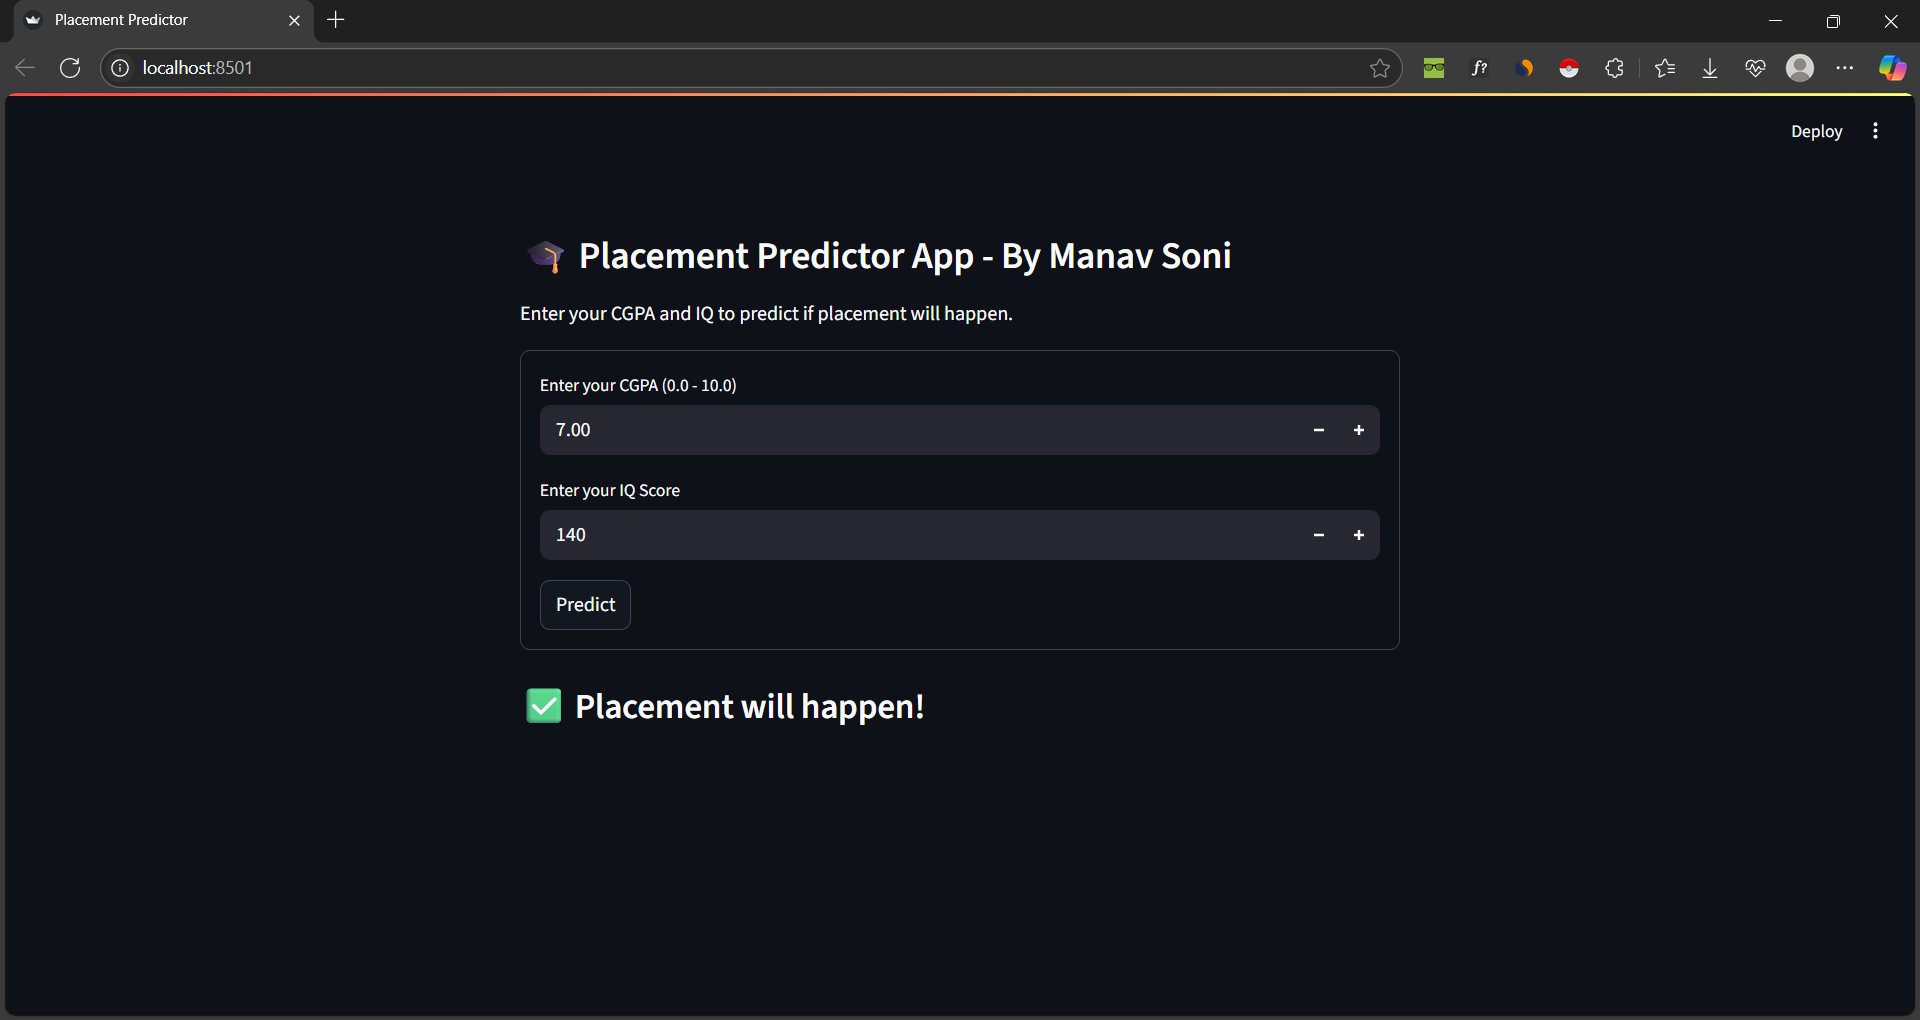 Placement Predictor
localhost:8501
f?
Deploy
Placement Predictor App - By Manav Soni
Enter your CGPA and IQ to predict if placement will happen.
Enter your CGPA (0.0 - 10.0)
7.00
Enter your IQ Score
140
Predict
Placement will happen!